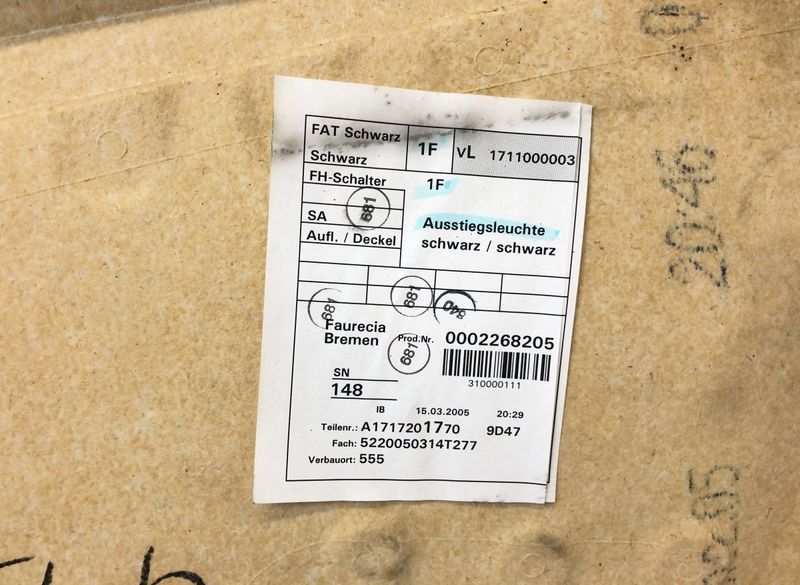 FAT Schwarz
Schwarz
1F
vL 1711000003
FH-Schalter
1F
681
SA
Aufl. / Deckel
Ausstiegsleuchte
schwarz / schwarz
681
681
Faurecia
Bremen
Prod.Nr. 0002268205
681
310000111
SN
148
IB 15.03.2005 20:29
Teilenr.: A1717201770 9D47
Fach: 5220050314T277
Verbauort: 555
20:46